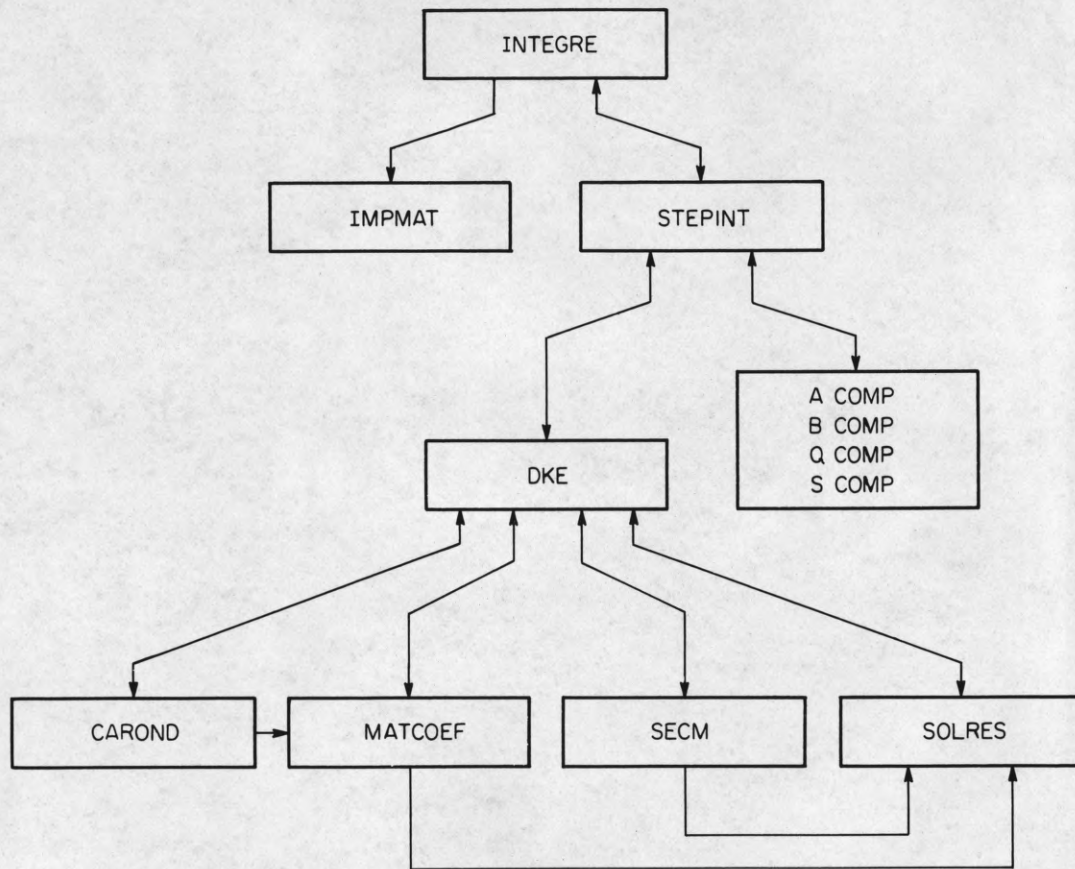 INTEGRE
IMPMAT
STEPINT
A COMP
B COMP
Q COMP
S COMP
DKE
CAROND
MATCOEF
SECM
SOLRES